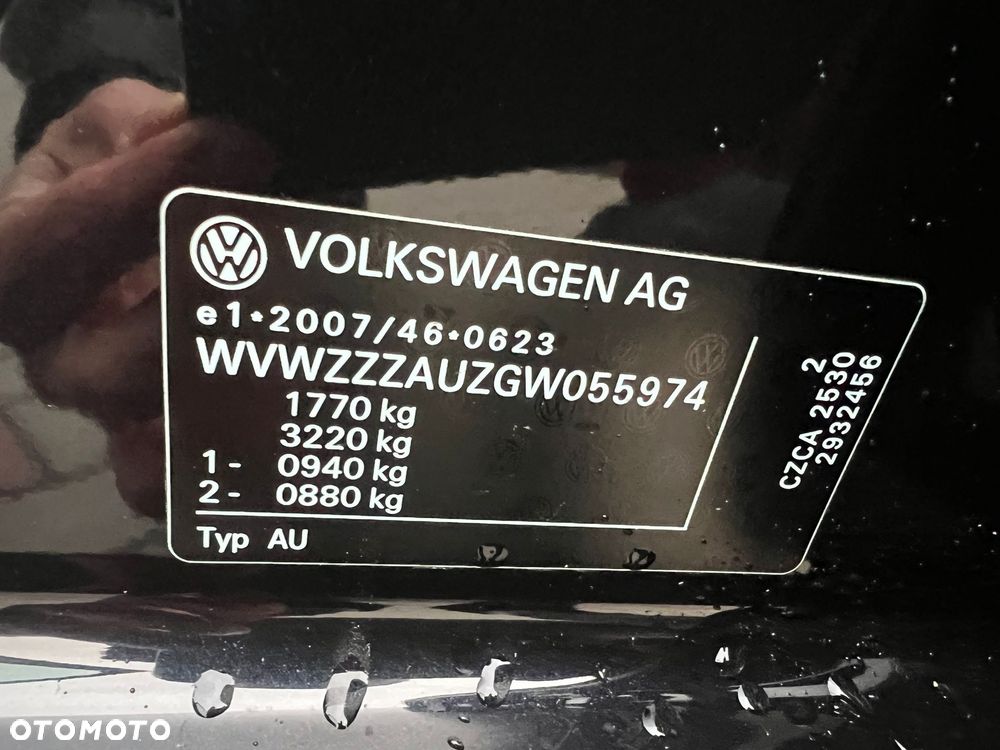 VOLKSWAGEN AG
e1*2007/46*0623
WVWZZZAUZGW055974
1770 kg
3220 kg
1 - 0940 kg
2 - 0880 kg
Typ AU
2
CZCA 2530
2932456
OTOMOTO